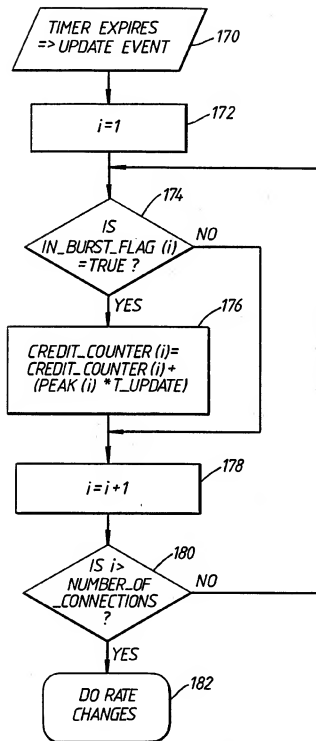 TIMER EXPIRES
=> UPDATE EVENT
170
i=1
172
174
IS
IN_BURST_FLAG (i)
=TRUE ?
NO
YES
176
CREDIT_COUNTER (i)=
CREDIT_COUNTER (i)+
(PEAK (i) * T_UPDATE)
i=i+1
178
180
IS i>
NUMBER_OF
_CONNECTIONS
?
NO
YES
DO RATE
CHANGES
182